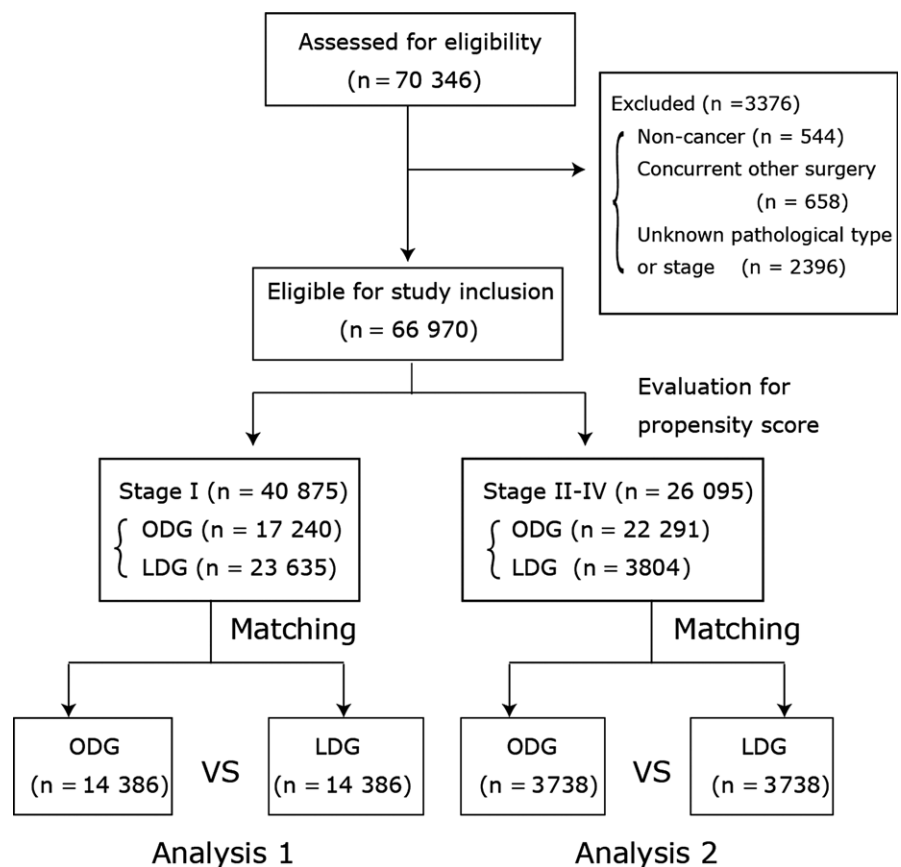 Assessed for eligibility
(n = 70 346)
Excluded (n =3376)
Non-cancer (n = 544)
Concurrent other surgery
(n = 658)
Unknown pathological type
or stage (n = 2396)
Eligible for study inclusion
(n = 66 970)
Evaluation for
propensity score
Stage I (n = 40 875)
ODG (n = 17 240)
LDG (n = 23 635)
Stage II-IV (n = 26 095)
ODG (n = 22 291)
LDG (n = 3804)
Matching
Matching
ODG
(n = 14 386)
VS
LDG
(n = 14 386)
ODG
(n = 3738)
VS
LDG
(n = 3738)
Analysis 1
Analysis 2